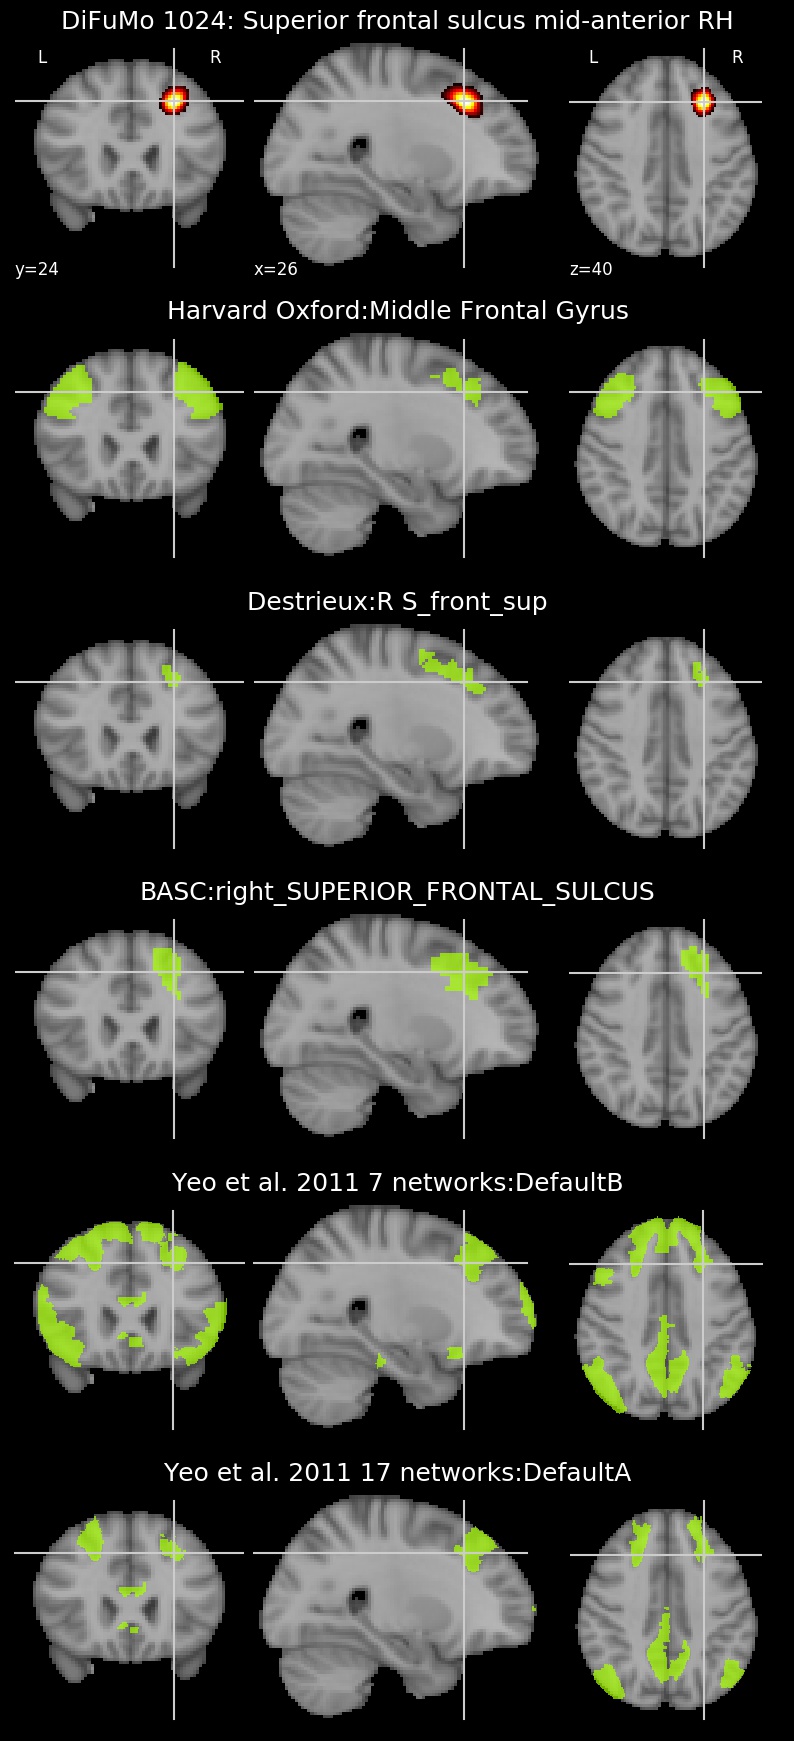 DiFuMo 1024: Superior frontal sulcus mid-anterior RH
L R L R
y=24 x=26 z=40
Harvard Oxford:Middle Frontal Gyrus
Destrieux:R S_front_sup
BASC:right_SUPERIOR_FRONTAL_SULCUS
Yeo et al. 2011 7 networks:DefaultB
Yeo et al. 2011 17 networks:DefaultA